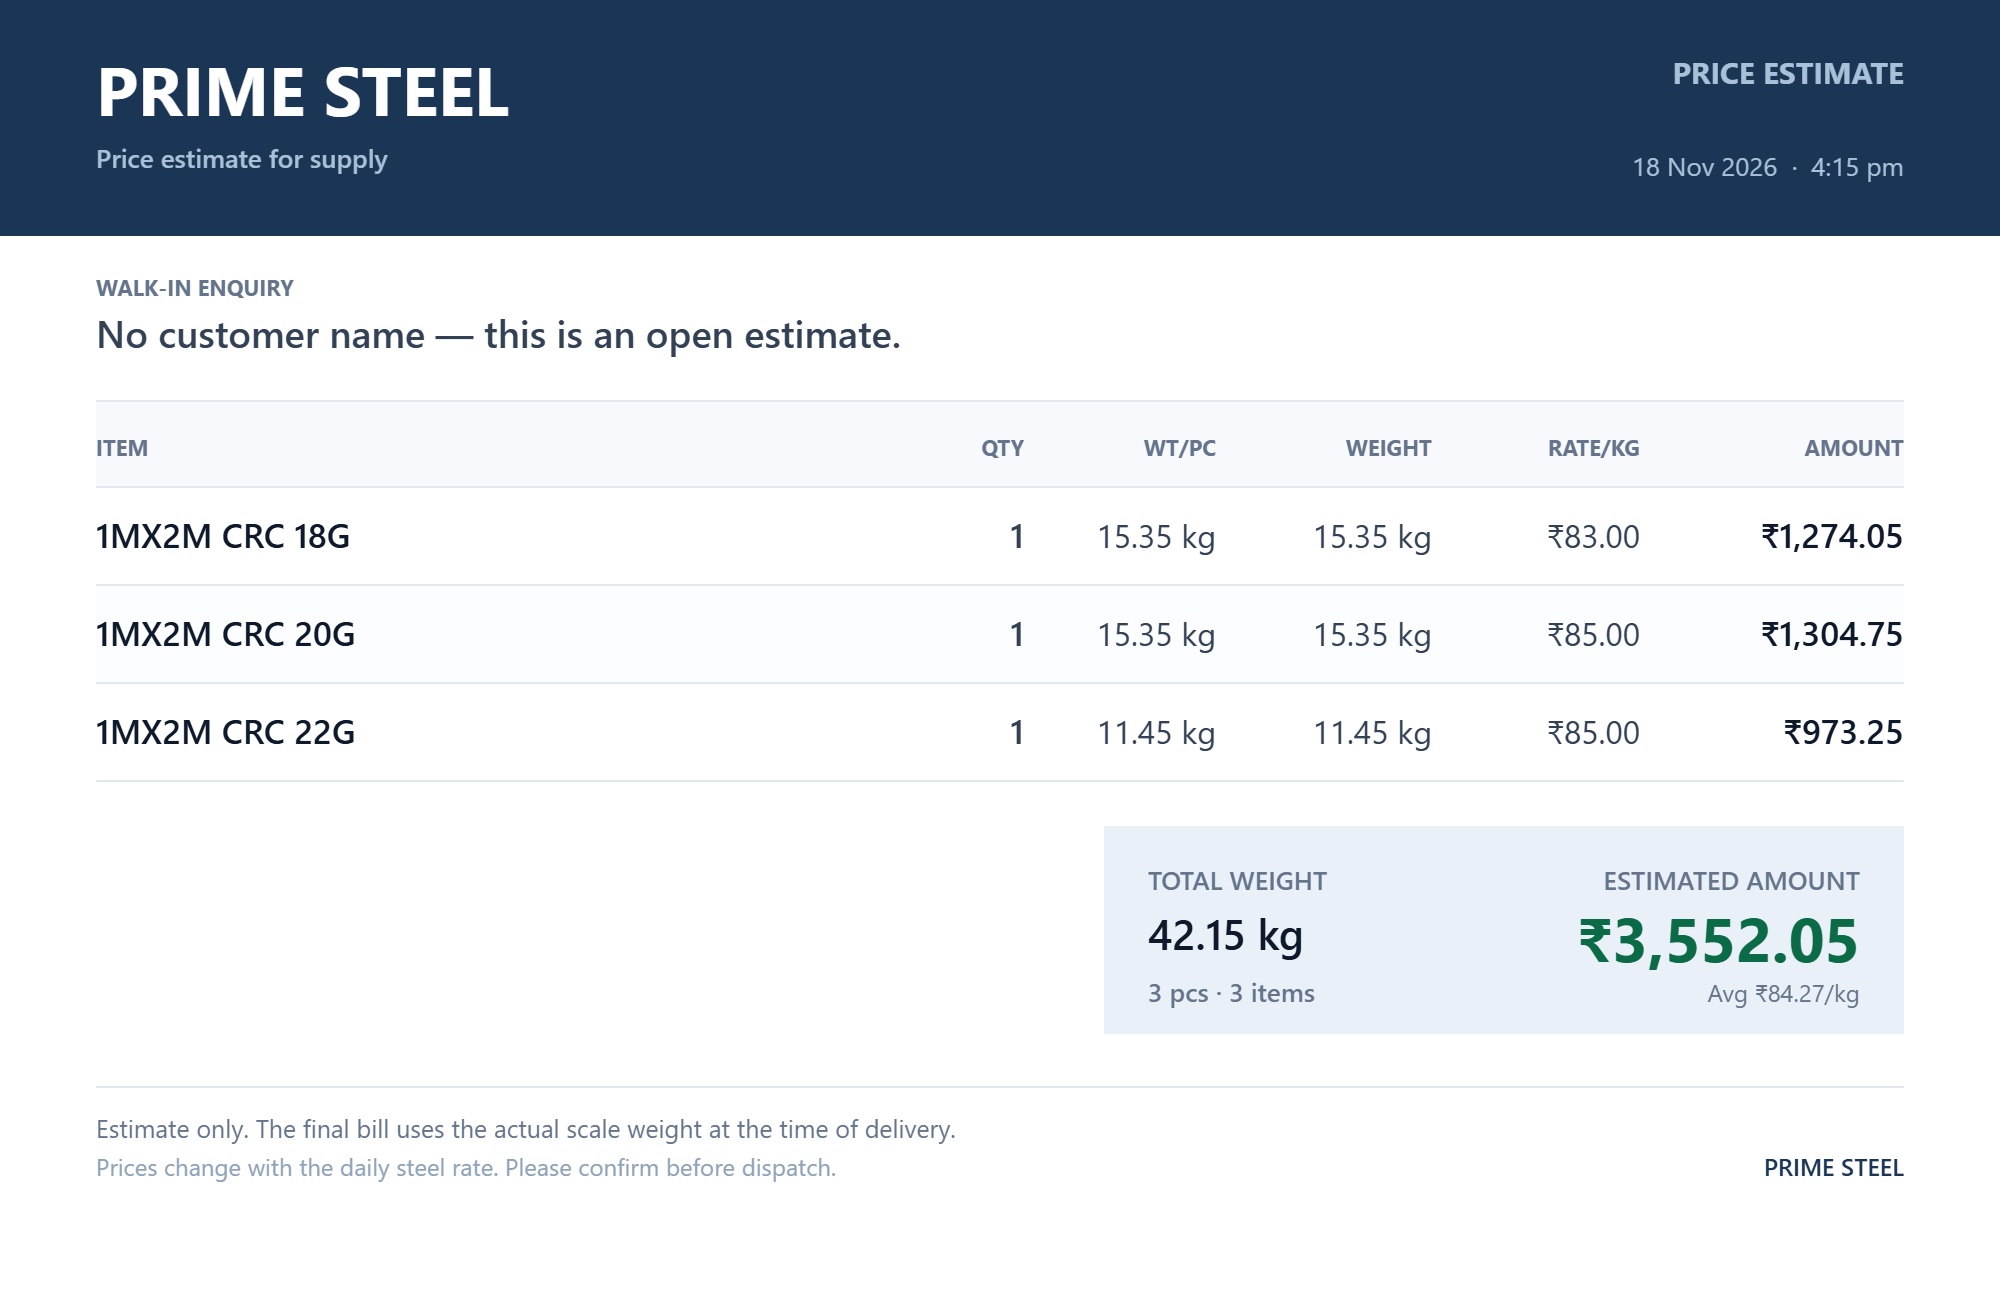 PRIME STEEL
Price estimate for supply
PRICE ESTIMATE
18 Nov 2026 · 4:15 pm
WALK-IN ENQUIRY
No customer name — this is an open estimate.
ITEM QTY WT/PC WEIGHT RATE/KG AMOUNT
1MX2M CRC 18G 1 15.35 kg 15.35 kg ₹83.00 ₹1,274.05
1MX2M CRC 20G 1 15.35 kg 15.35 kg ₹85.00 ₹1,304.75
1MX2M CRC 22G 1 11.45 kg 11.45 kg ₹85.00 ₹973.25
TOTAL WEIGHT
42.15 kg
3 pcs · 3 items
ESTIMATED AMOUNT
₹3,552.05
Avg ₹84.27/kg
Estimate only. The final bill uses the actual scale weight at the time of delivery.
Prices change with the daily steel rate. Please confirm before dispatch.
PRIME STEEL